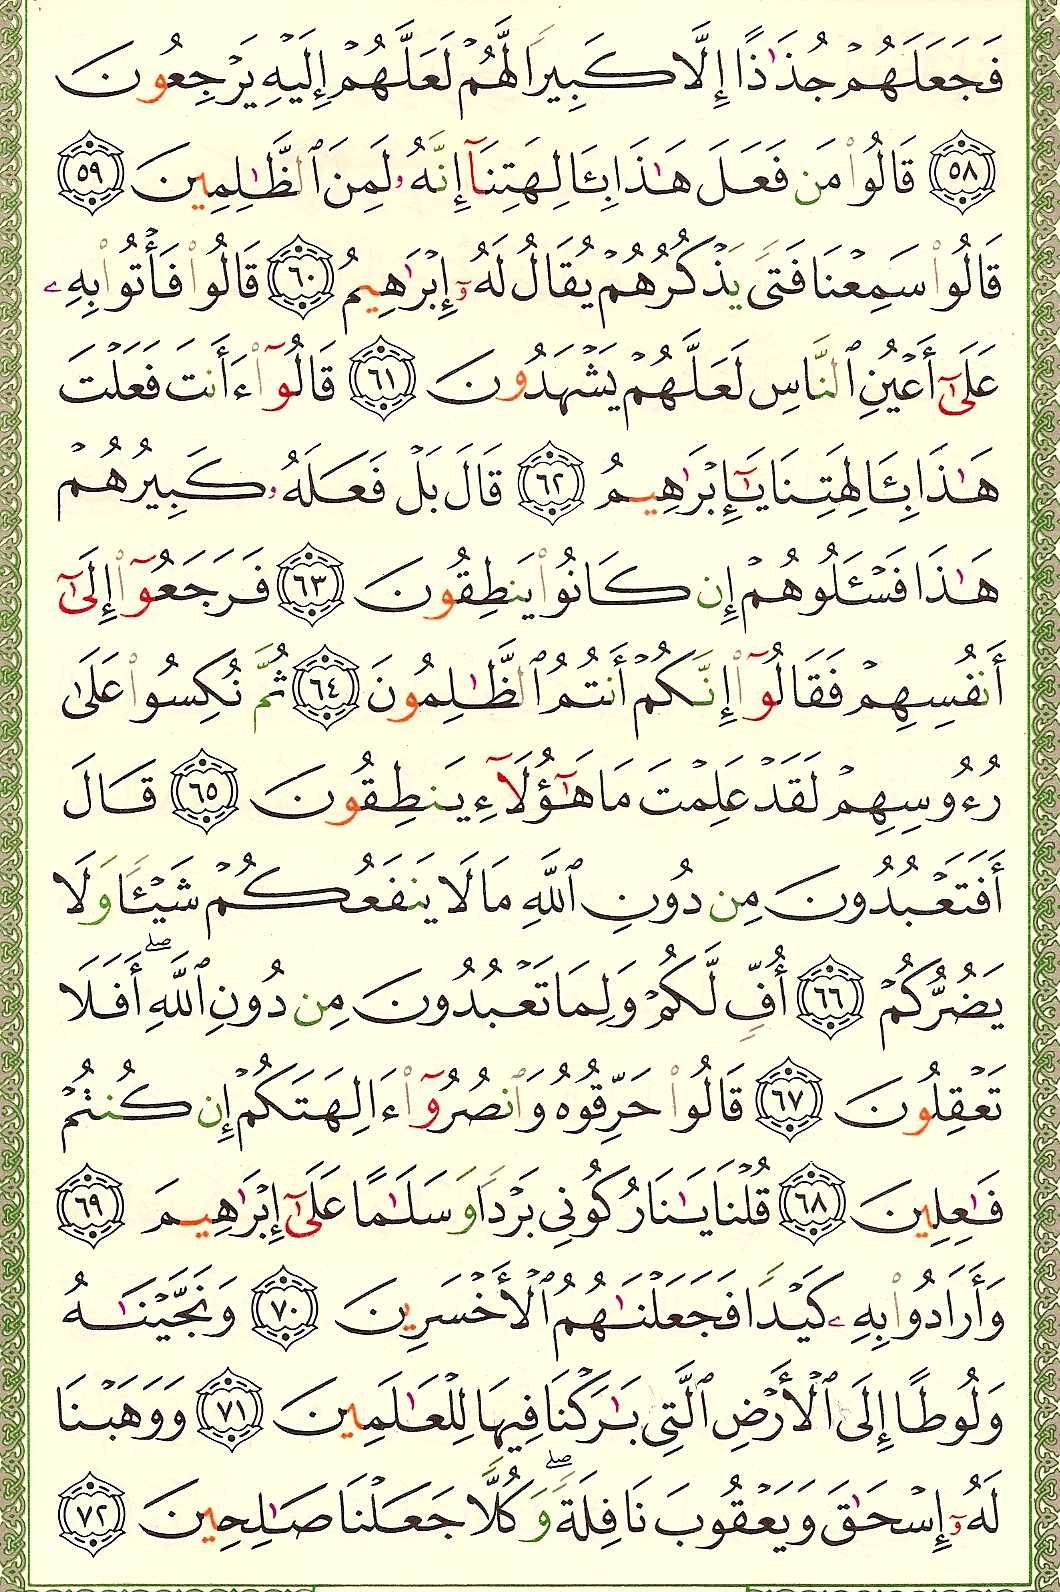 فَجَعَلَهُمْ جُذَٰذًا إِلَّا كَبِيرًا لَّهُمْ لَعَلَّهُمْ إِلَيْهِ يَرْجِعُونَ
٥٨ قَالُوا۟ مَن فَعَلَ هَٰذَا بِـَٔالِهَتِنَآ إِنَّهُۥ لَمِنَ ٱلظَّٰلِمِينَ ٥٩
قَالُوا۟ سَمِعْنَا فَتًى يَذْكُرُهُمْ يُقَالُ لَهُۥٓ إِبْرَٰهِيمُ ٦٠ قَالُوا۟ فَأْتُوا۟ بِهِۦ
عَلَىٰٓ أَعْيُنِ ٱلنَّاسِ لَعَلَّهُمْ يَشْهَدُونَ ٦١ قَالُوٓا۟ ءَأَنتَ فَعَلْتَ
هَٰذَا بِـَٔالِهَتِنَا يَٰٓإِبْرَٰهِيمُ ٦٢ قَالَ بَلْ فَعَلَهُۥ كَبِيرُهُمْ
هَٰذَا فَسْـَٔلُوهُمْ إِن كَانُوا۟ يَنطِقُونَ ٦٣ فَرَجَعُوٓا۟ إِلَىٰٓ
أَنفُسِهِمْ فَقَالُوٓا۟ إِنَّكُمْ أَنتُمُ ٱلظَّٰلِمُونَ ٦٤ ثُمَّ نُكِسُوا۟ عَلَىٰ
رُءُوسِهِمْ لَقَدْ عَلِمْتَ مَا هَٰٓؤُلَآءِ يَنطِقُونَ ٦٥ قَالَ
أَفَتَعْبُدُونَ مِن دُونِ ٱللَّهِ مَا لَا يَنفَعُكُمْ شَيْـًٔا وَلَا
يَضُرُّكُمْ ٦٦ أُفٍّ لَّكُمْ وَلِمَا تَعْبُدُونَ مِن دُونِ ٱللَّهِ ۖ أَفَلَا
تَعْقِلُونَ ٦٧ قَالُوا۟ حَرِّقُوهُ وَٱنصُرُوٓا۟ ءَالِهَتَكُمْ إِن كُنتُمْ
فَٰعِلِينَ ٦٨ قُلْنَا يَٰنَارُ كُونِى بَرْدًا وَسَلَٰمًا عَلَىٰٓ إِبْرَٰهِيمَ ٦٩
وَأَرَادُوا۟ بِهِۦ كَيْدًا فَجَعَلْنَٰهُمُ ٱلْأَخْسَرِينَ ٧٠ وَنَجَّيْنَٰهُ
وَلُوطًا إِلَى ٱلْأَرْضِ ٱلَّتِى بَٰرَكْنَا فِيهَا لِلْعَٰلَمِينَ ٧١ وَوَهَبْنَا
لَهُۥٓ إِسْحَٰقَ وَيَعْقُوبَ نَافِلَةً ۖ وَكُلًّا جَعَلْنَا صَٰلِحِينَ ٧٢